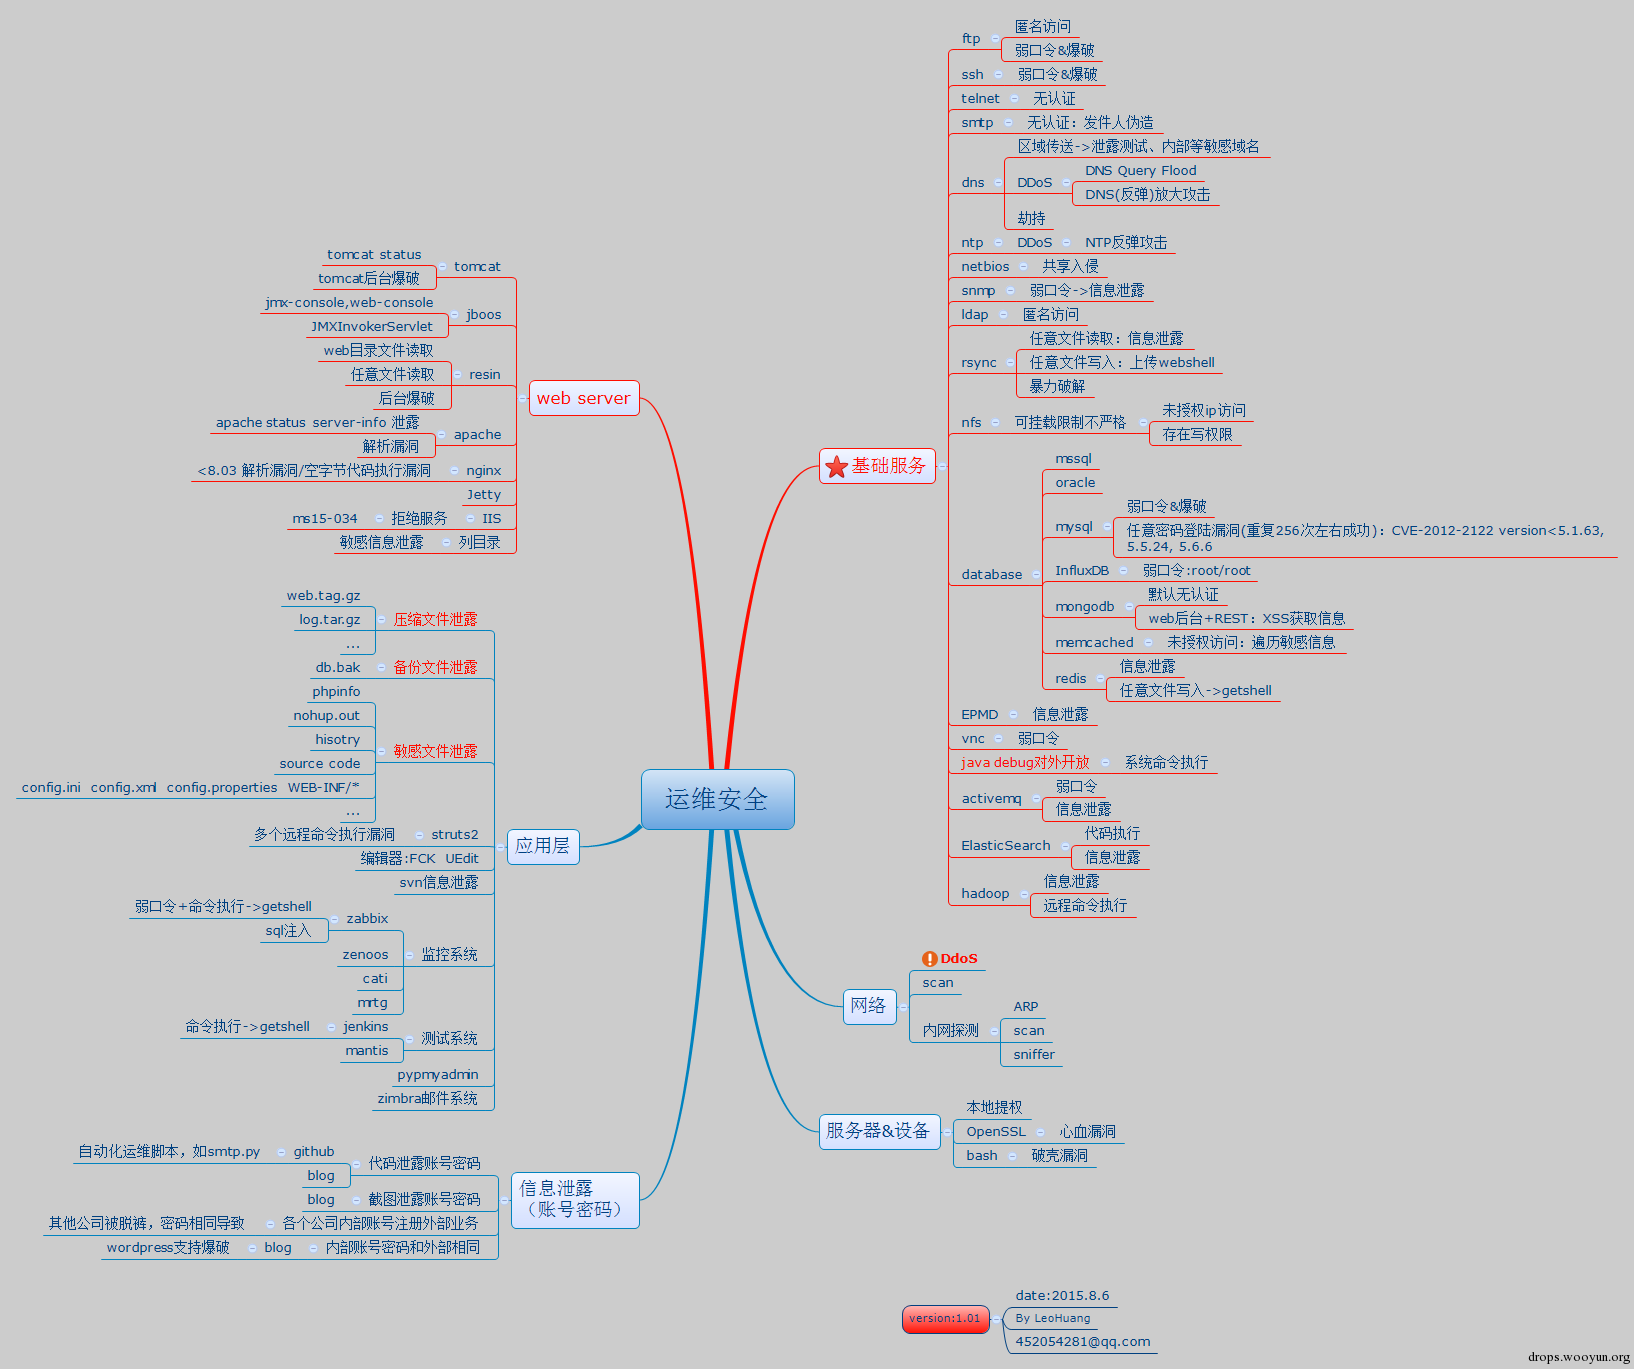 运维安全
★基础服务
ftp
匿名访问
弱口令&爆破
ssh
弱口令&爆破
telnet
无认证
smtp
无认证：发件人伪造
dns
区域传送->泄露测试、内部等敏感域名
DDoS
DNS Query Flood
DNS(反弹)放大攻击
劫持
ntp
DDoS
NTP反弹攻击
netbios
共享入侵
snmp
弱口令->信息泄露
ldap
匿名访问
rsync
任意文件读取：信息泄露
任意文件写入：上传webshell
暴力破解
nfs
可挂载限制不严格
未授权ip访问
存在写权限
database
mssql
oracle
mysql
弱口令&爆破
任意密码登陆漏洞(重复256次左右成功)：CVE-2012-2122 version<5.1.63,
5.5.24, 5.6.6
InfluxDB
弱口令:root/root
mongodb
默认无认证
web后台+REST：XSS获取信息
memcached
未授权访问：遍历敏感信息
redis
信息泄露
任意文件写入->getshell
EPMD
信息泄露
vnc
弱口令
java debug对外开放
系统命令执行
activemq
弱口令
信息泄露
ElasticSearch
代码执行
信息泄露
hadoop
信息泄露
远程命令执行
网络
DdoS
scan
内网探测
ARP
scan
sniffer
服务器&设备
本地提权
OpenSSL
心血漏洞
bash
破壳漏洞
web server
tomcat
tomcat status
tomcat后台爆破
jboos
jmx-console,web-console
JMXInvokerServlet
resin
web目录文件读取
任意文件读取
后台爆破
apache
apache status server-info 泄露
解析漏洞
nginx
<8.03 解析漏洞/空字节代码执行漏洞
Jetty
IIS
拒绝服务
ms15-034
列目录
敏感信息泄露
应用层
压缩文件泄露
web.tag.gz
log.tar.gz
...
备份文件泄露
db.bak
敏感文件泄露
phpinfo
nohup.out
hisotry
source code
config.ini config.xml config.properties WEB-INF/*
...
struts2
多个远程命令执行漏洞
编辑器:FCK UEdit
svn信息泄露
监控系统
zabbix
弱口令+命令执行->getshell
sql注入
zenoos
cati
mrtg
测试系统
jenkins
命令执行->getshell
mantis
pypmyadmin
zimbra邮件系统
信息泄露
（账号密码）
代码泄露账号密码
github
自动化运维脚本，如smtp.py
blog
截图泄露账号密码
blog
各个公司内部账号注册外部业务
其他公司被脱裤，密码相同导致
内部账号密码和外部相同
blog
wordpress支持爆破
version:1.01
date:2015.8.6
By LeoHuang
452054281@qq.com
drops.wooyun.org